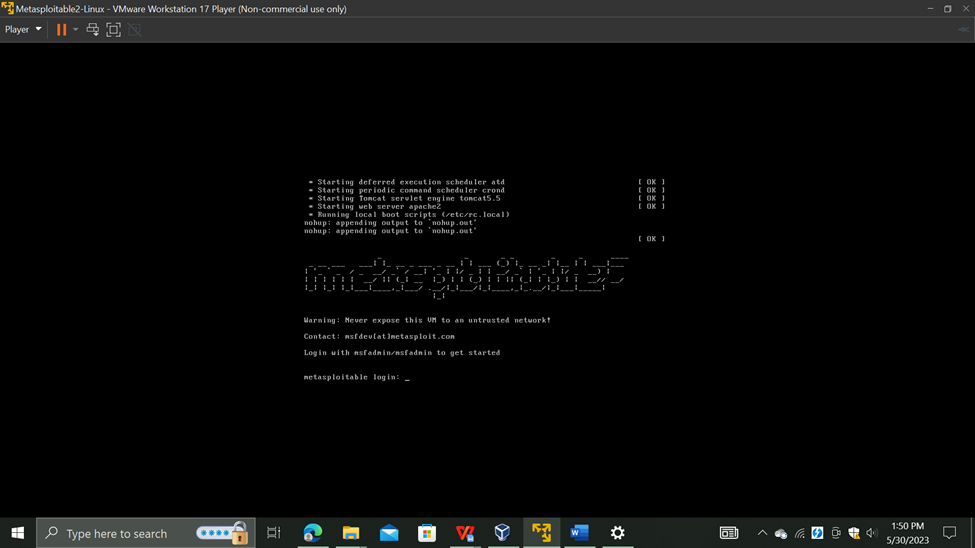 Metasploitable2-Linux - VMware Workstation 17 Player (Non-commercial use only)
Player
* Starting deferred execution scheduler atd [ OK ]
* Starting periodic command scheduler crond [ OK ]
* Starting Tomcat servlet engine tomcat5.5 [ OK ]
* Starting web server apache2 [ OK ]
* Running local boot scripts (/etc/rc.local)
nohup: appending output to `nohup.out'
nohup: appending output to `nohup.out'
[ OK ]
metasploitable2
Warning: Never expose this VM to an untrusted network!
Contact: msfdev[at]metasploit.com
Login with msfadmin/msfadmin to get started
metasploitable login: _
Type here to search
1:50 PM
5/30/2023